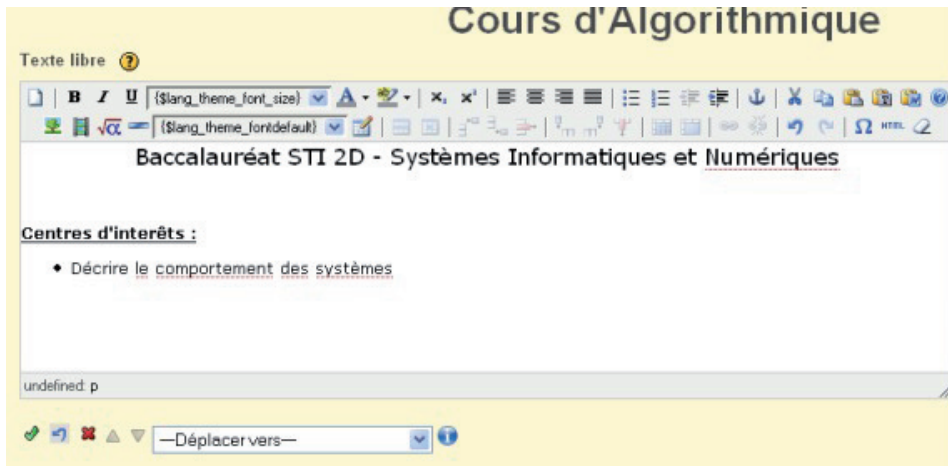 Cours d'Algorithmique
Texte libre
B I U {$lang_theme_font_size} A
{$lang_theme_fontdefault} Ω HTML
Baccalauréat STI 2D - Systèmes Informatiques et Numériques
Centres d'interêts :
• Décrire le comportement des systèmes
undefined: p
—Déplacer vers—